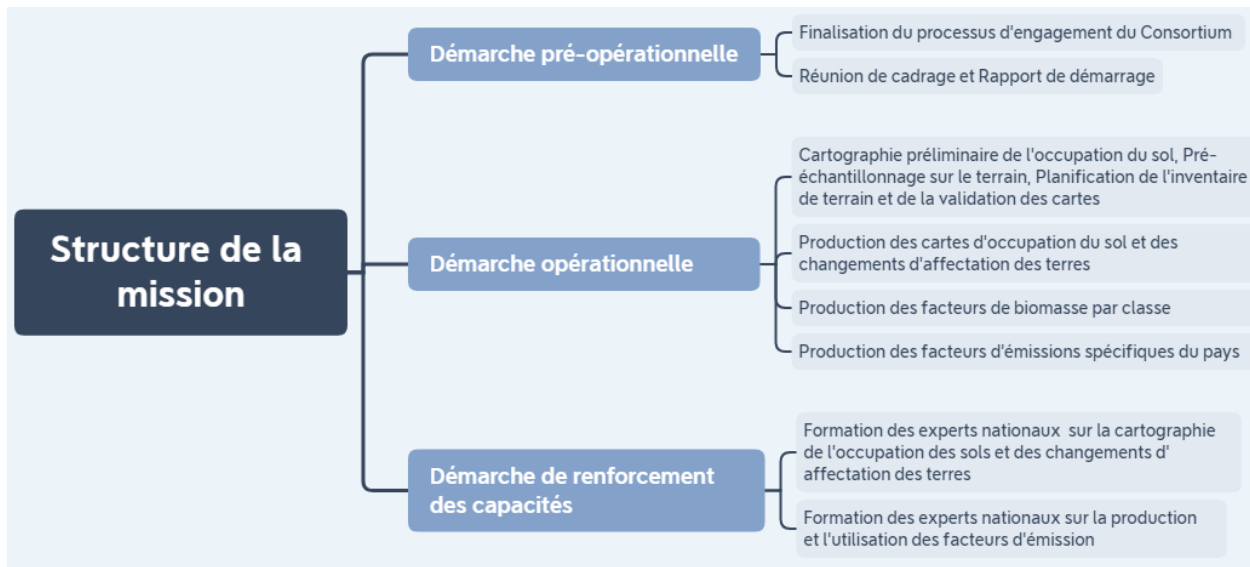 Structure de la
mission
Démarche pré-opérationnelle
Finalisation du processus d'engagement du Consortium
Réunion de cadrage et Rapport de démarrage
Démarche opérationnelle
Cartographie préliminaire de l'occupation du sol, Pré-
échantillonnage sur le terrain, Planification de l'inventaire
de terrain et de la validation des cartes
Production des cartes d'occupation du sol et des
changements d'affectation des terres
Production des facteurs de biomasse par classe
Production des facteurs d'émissions spécifiques du pays
Démarche de renforcement
des capacités
Formation des experts nationaux  sur la cartographie
de l'occupation des sols et des changements d'
affectation des terres
Formation des experts nationaux sur la production
et l'utilisation des facteurs d'émission